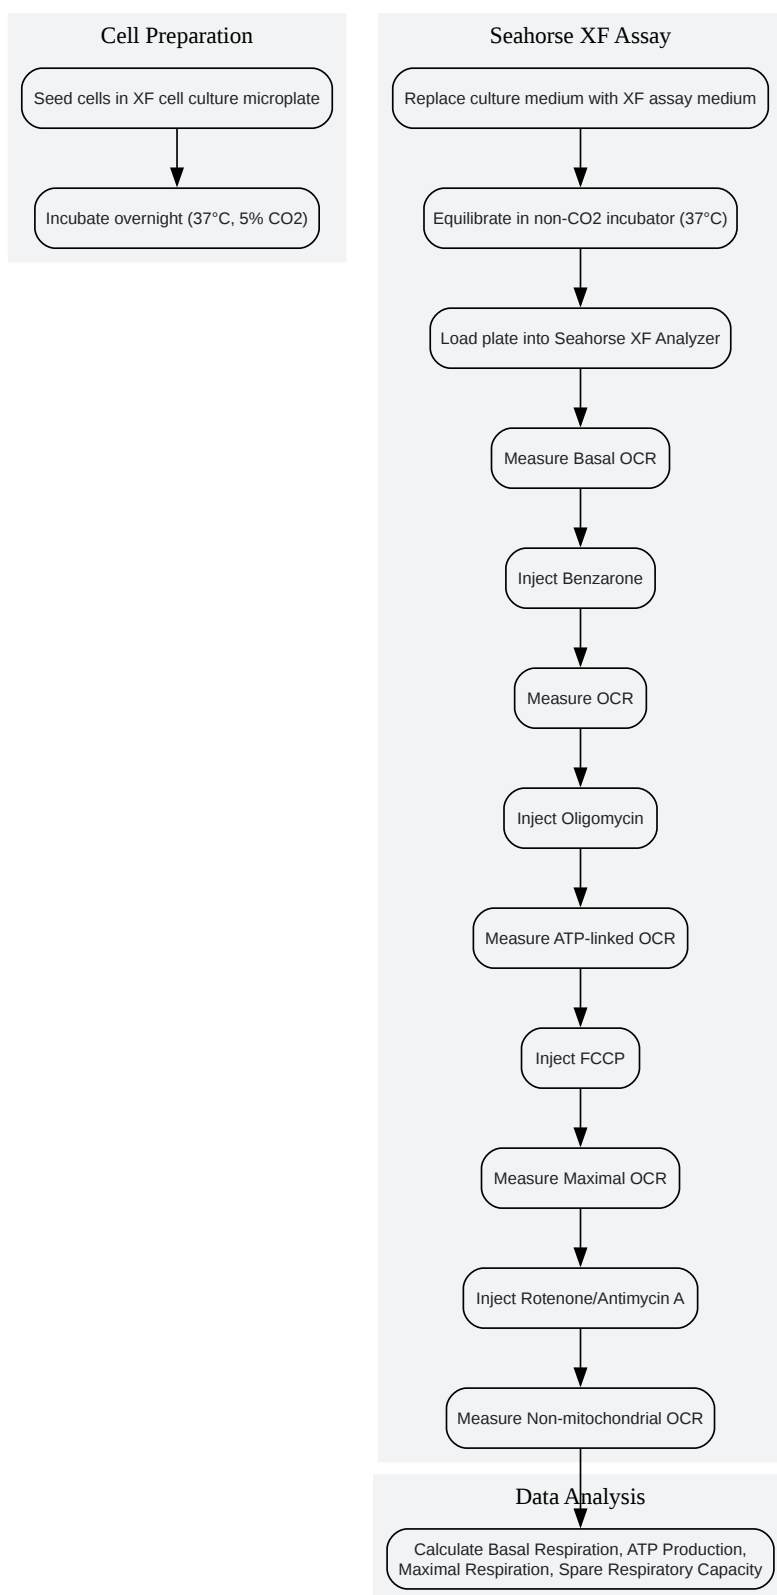 Cell Preparation
Seed cells in XF cell culture microplate
Incubate overnight (37°C, 5% CO2)
Seahorse XF Assay
Replace culture medium with XF assay medium
Equilibrate in non-CO2 incubator (37°C)
Load plate into Seahorse XF Analyzer
Measure Basal OCR
Inject Benzarone
Measure OCR
Inject Oligomycin
Measure ATP-linked OCR
Inject FCCP
Measure Maximal OCR
Inject Rotenone/Antimycin A
Measure Non-mitochondrial OCR
Data Analysis
Calculate Basal Respiration, ATP Production,
Maximal Respiration, Spare Respiratory Capacity